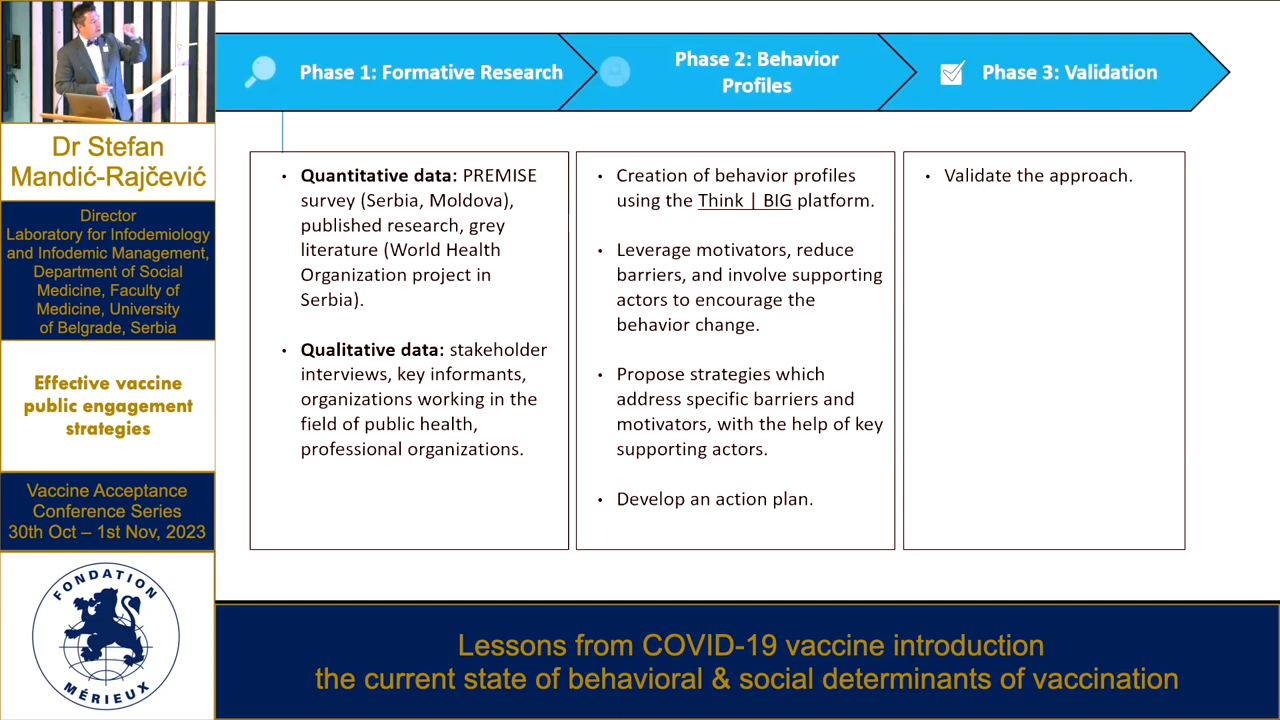 Dr Stefan
Mandić-Rajčević
Director
Laboratory for Infodemiology
and Infodemic Management,
Department of Social
Medicine, Faculty of
Medicine, University
of Belgrade, Serbia
Effective vaccine
public engagement
strategies
Vaccine Acceptance
Conference Series
30th Oct – 1st Nov, 2023
FONDATION
MÉRIEUX
Phase 1: Formative Research
Phase 2: Behavior
Profiles
Phase 3: Validation
• Quantitative data: PREMISE
survey (Serbia, Moldova),
published research, grey
literature (World Health
Organization project in
Serbia).
• Qualitative data: stakeholder
interviews, key informants,
organizations working in the
field of public health,
professional organizations.
• Creation of behavior profiles
using the Think | BIG platform.
• Leverage motivators, reduce
barriers, and involve supporting
actors to encourage the
behavior change.
• Propose strategies which
address specific barriers and
motivators, with the help of key
supporting actors.
• Develop an action plan.
• Validate the approach.
Lessons from COVID-19 vaccine introduction
the current state of behavioral & social determinants of vaccination